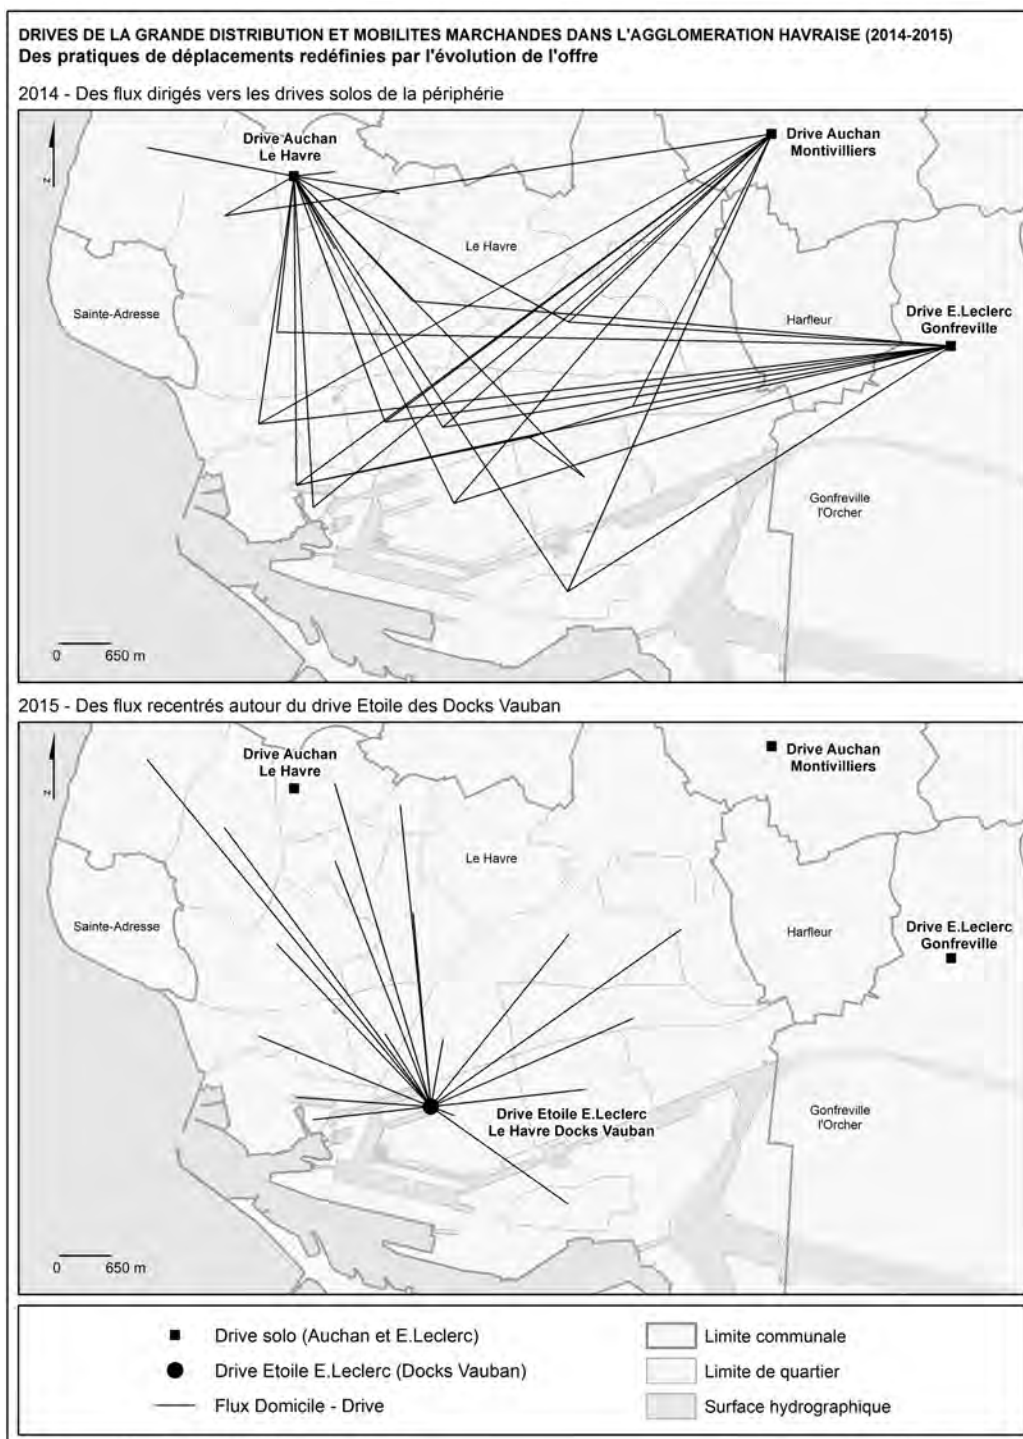 DRIVES DE LA GRANDE DISTRIBUTION ET MOBILITES MARCHANDES DANS L'AGGLOMERATION HAVRAISE (2014-2015)
Des pratiques de déplacements redéfinies par l'évolution de l'offre
2014 - Des flux dirigés vers les drives solos de la périphérie
N
Drive Auchan
Le Havre
Drive Auchan
Montivilliers
Le Havre
Sainte-Adresse
Harfleur
Drive E.Leclerc
Gonfreville
Gonfreville
l'Orcher
0 650 m
2015 - Des flux recentrés autour du drive Etoile des Docks Vauban
N
Drive Auchan
Le Havre
Drive Auchan
Montivilliers
Le Havre
Sainte-Adresse
Harfleur
Drive E.Leclerc
Gonfreville
Drive Etoile E.Leclerc
Le Havre Docks Vauban
Gonfreville
l'Orcher
0 650 m
Drive solo (Auchan et E.Leclerc)
Drive Etoile E.Leclerc (Docks Vauban)
Flux Domicile - Drive
Limite communale
Limite de quartier
Surface hydrographique